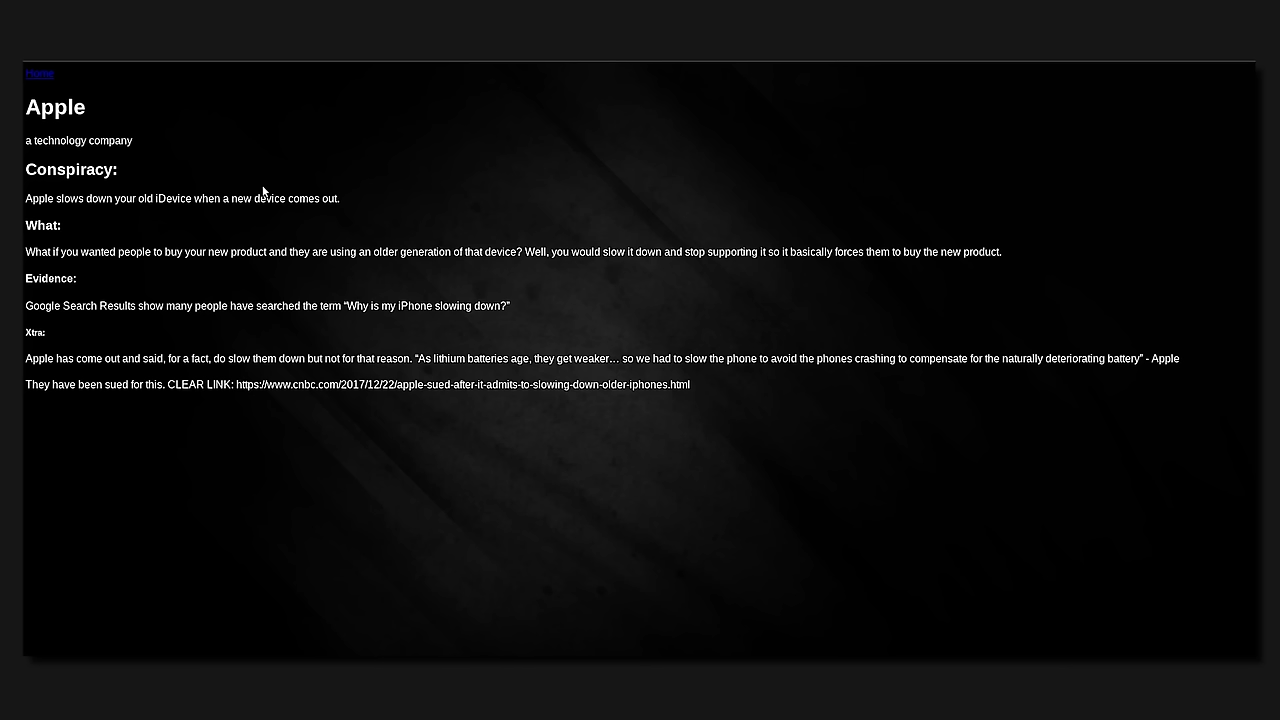 Home
Apple
a technology company
Conspiracy:
Apple slows down your old iDevice when a new device comes out.
What:
What if you wanted people to buy your new product and they are using an older generation of that device? Well, you would slow it down and stop supporting it so it basically forces them to buy the new product.
Evidence:
Google Search Results show many people have searched the term “Why is my iPhone slowing down?”
Xtra:
Apple has come out and said, for a fact, do slow them down but not for that reason. “As lithium batteries age, they get weaker… so we had to slow the phone to avoid the phones crashing to compensate for the naturally deteriorating battery” - Apple
They have been sued for this. CLEAR LINK: https://www.cnbc.com/2017/12/22/apple-sued-after-it-admits-to-slowing-down-older-iphones.html